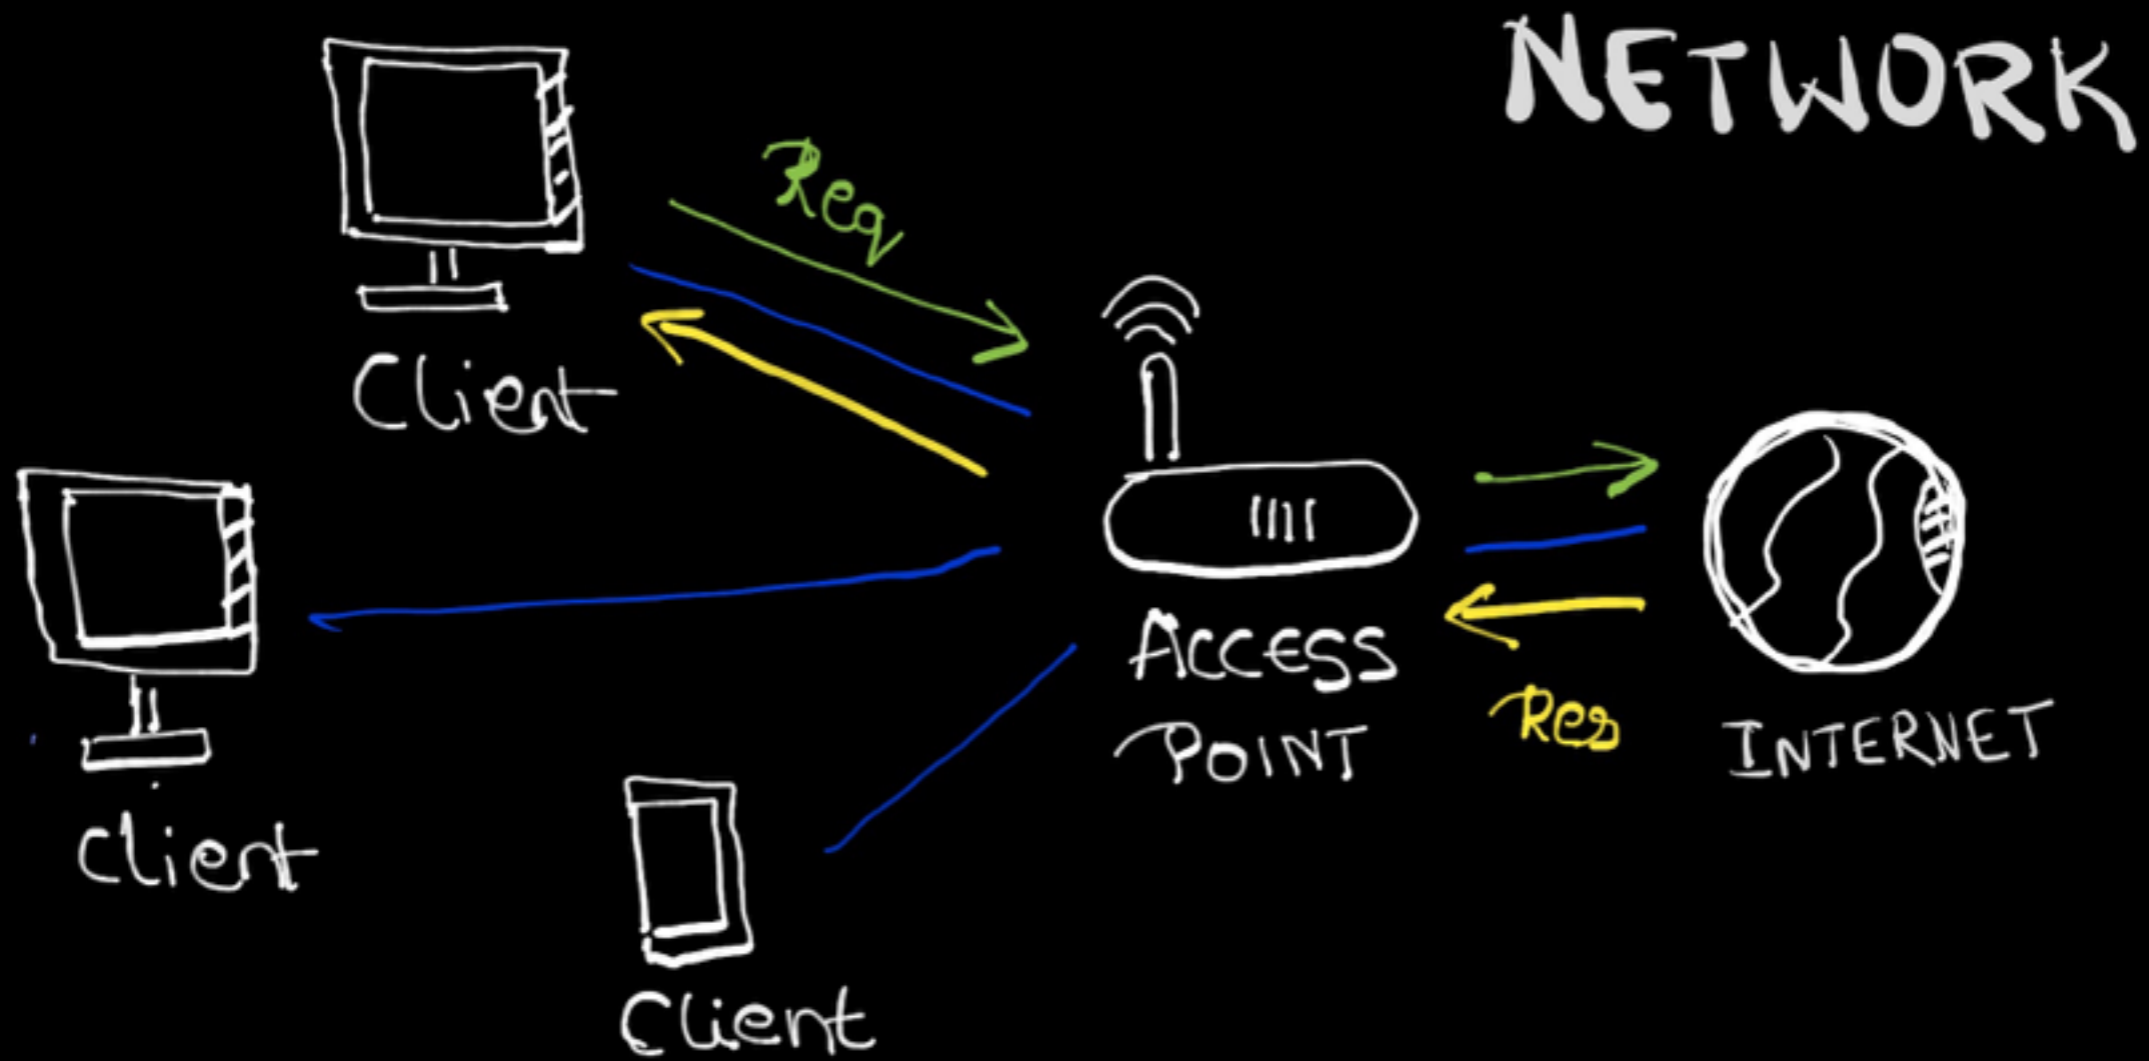 NETWORK
Req
Client
ACCESS
POINT
Res
INTERNET
Client
Client